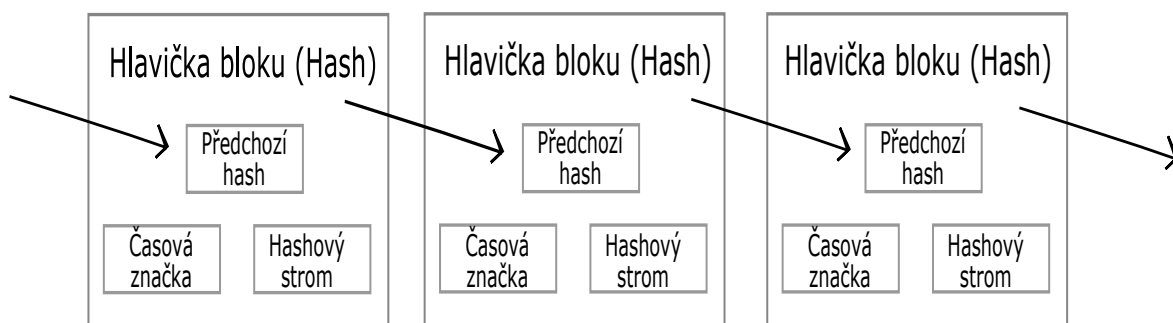 Hlavička bloku (Hash)
Předchozí
hash
Časová
značka
Hashový
strom
Hlavička bloku (Hash)
Předchozí
hash
Časová
značka
Hashový
strom
Hlavička bloku (Hash)
Předchozí
hash
Časová
značka
Hashový
strom